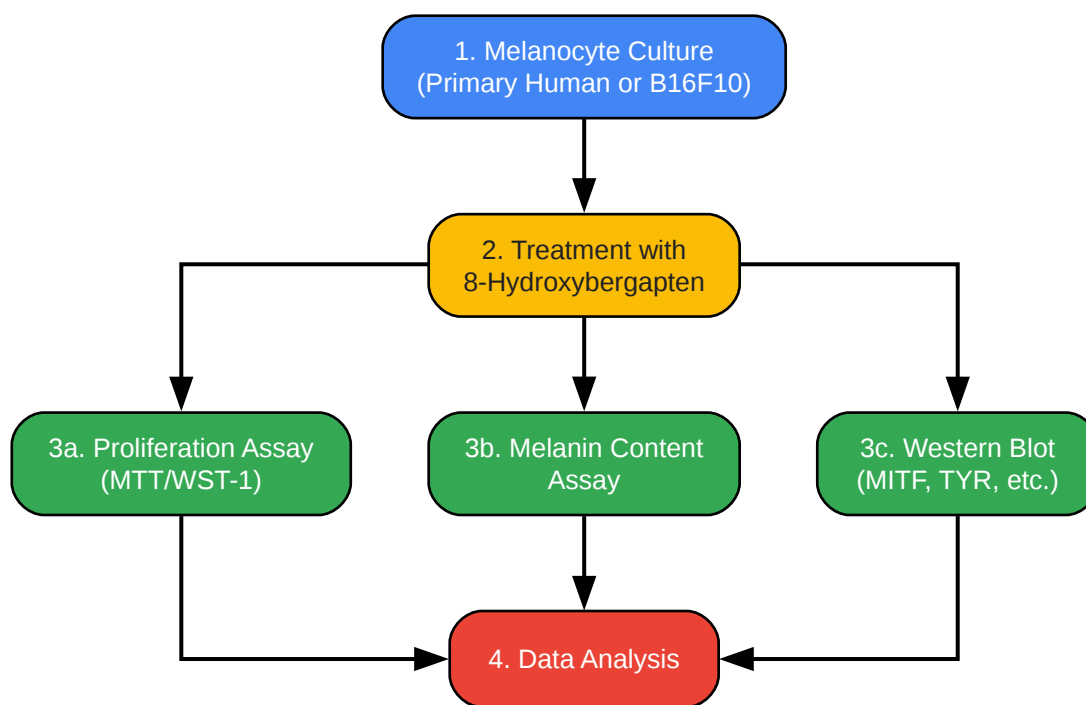 1. Melanocyte Culture
(Primary Human or B16F10)
2. Treatment with
8-Hydroxybergapten
3a. Proliferation Assay
(MTT/WST-1)
3b. Melanin Content
Assay
3c. Western Blot
(MITF, TYR, etc.)
4. Data Analysis